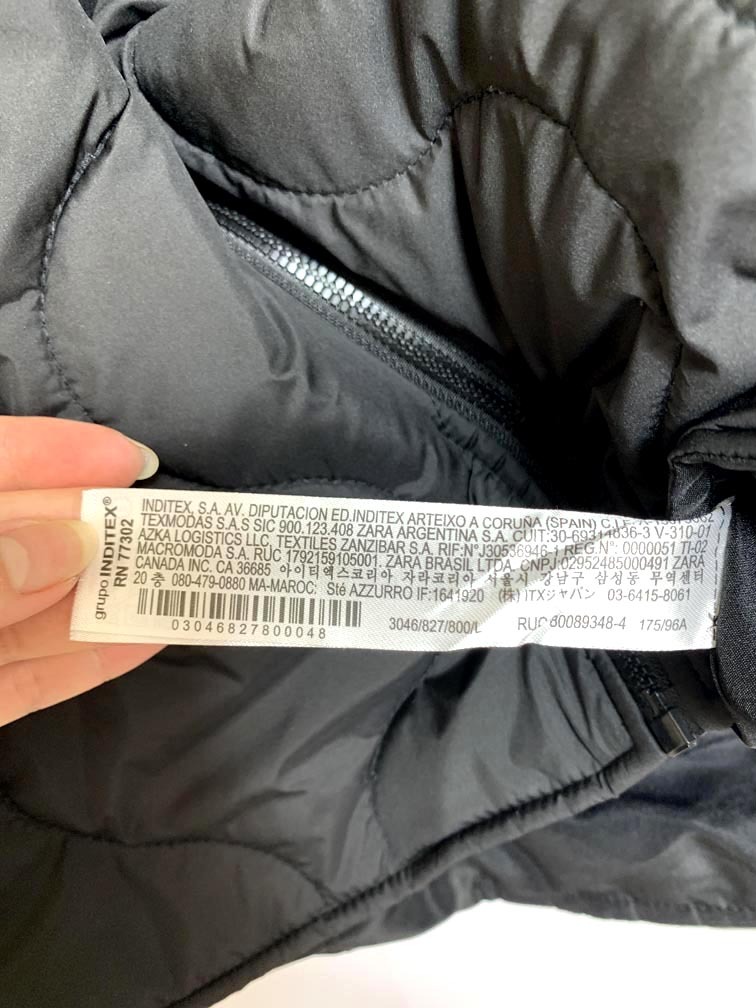 grupo INDITEX®
RN 77302
INDITEX, S.A. AV. DIPUTACION ED.INDITEX ARTEIXO A CORUÑA (SPAIN) C.I.F.
TEXMODAS S.A.S SIC 900.123.408 ZARA ARGENTINA S.A. CUIT:30-69314836-3 V-310-01
AZKA LOGISTICS LLC, TEXTILES ZANZIBAR S.A. RIF:N°J30536946-1 REG.N°: 0000051 TI-02
MACROMODA S.A. RUC 1792159105001. ZARA BRASIL LTDA. CNPJ:02952485000491 ZARA
CANADA INC. CA 36685 아이티엑스코리아 자라코리아 서울시 강남구 삼성동 무역센터
20 층 080-479-0880 MA-MAROC: Sté AZZURRO IF:1641920 (株) ITXジャパン 03-6415-8061
03046827800048 3046/827/800/L RUC 175/96A